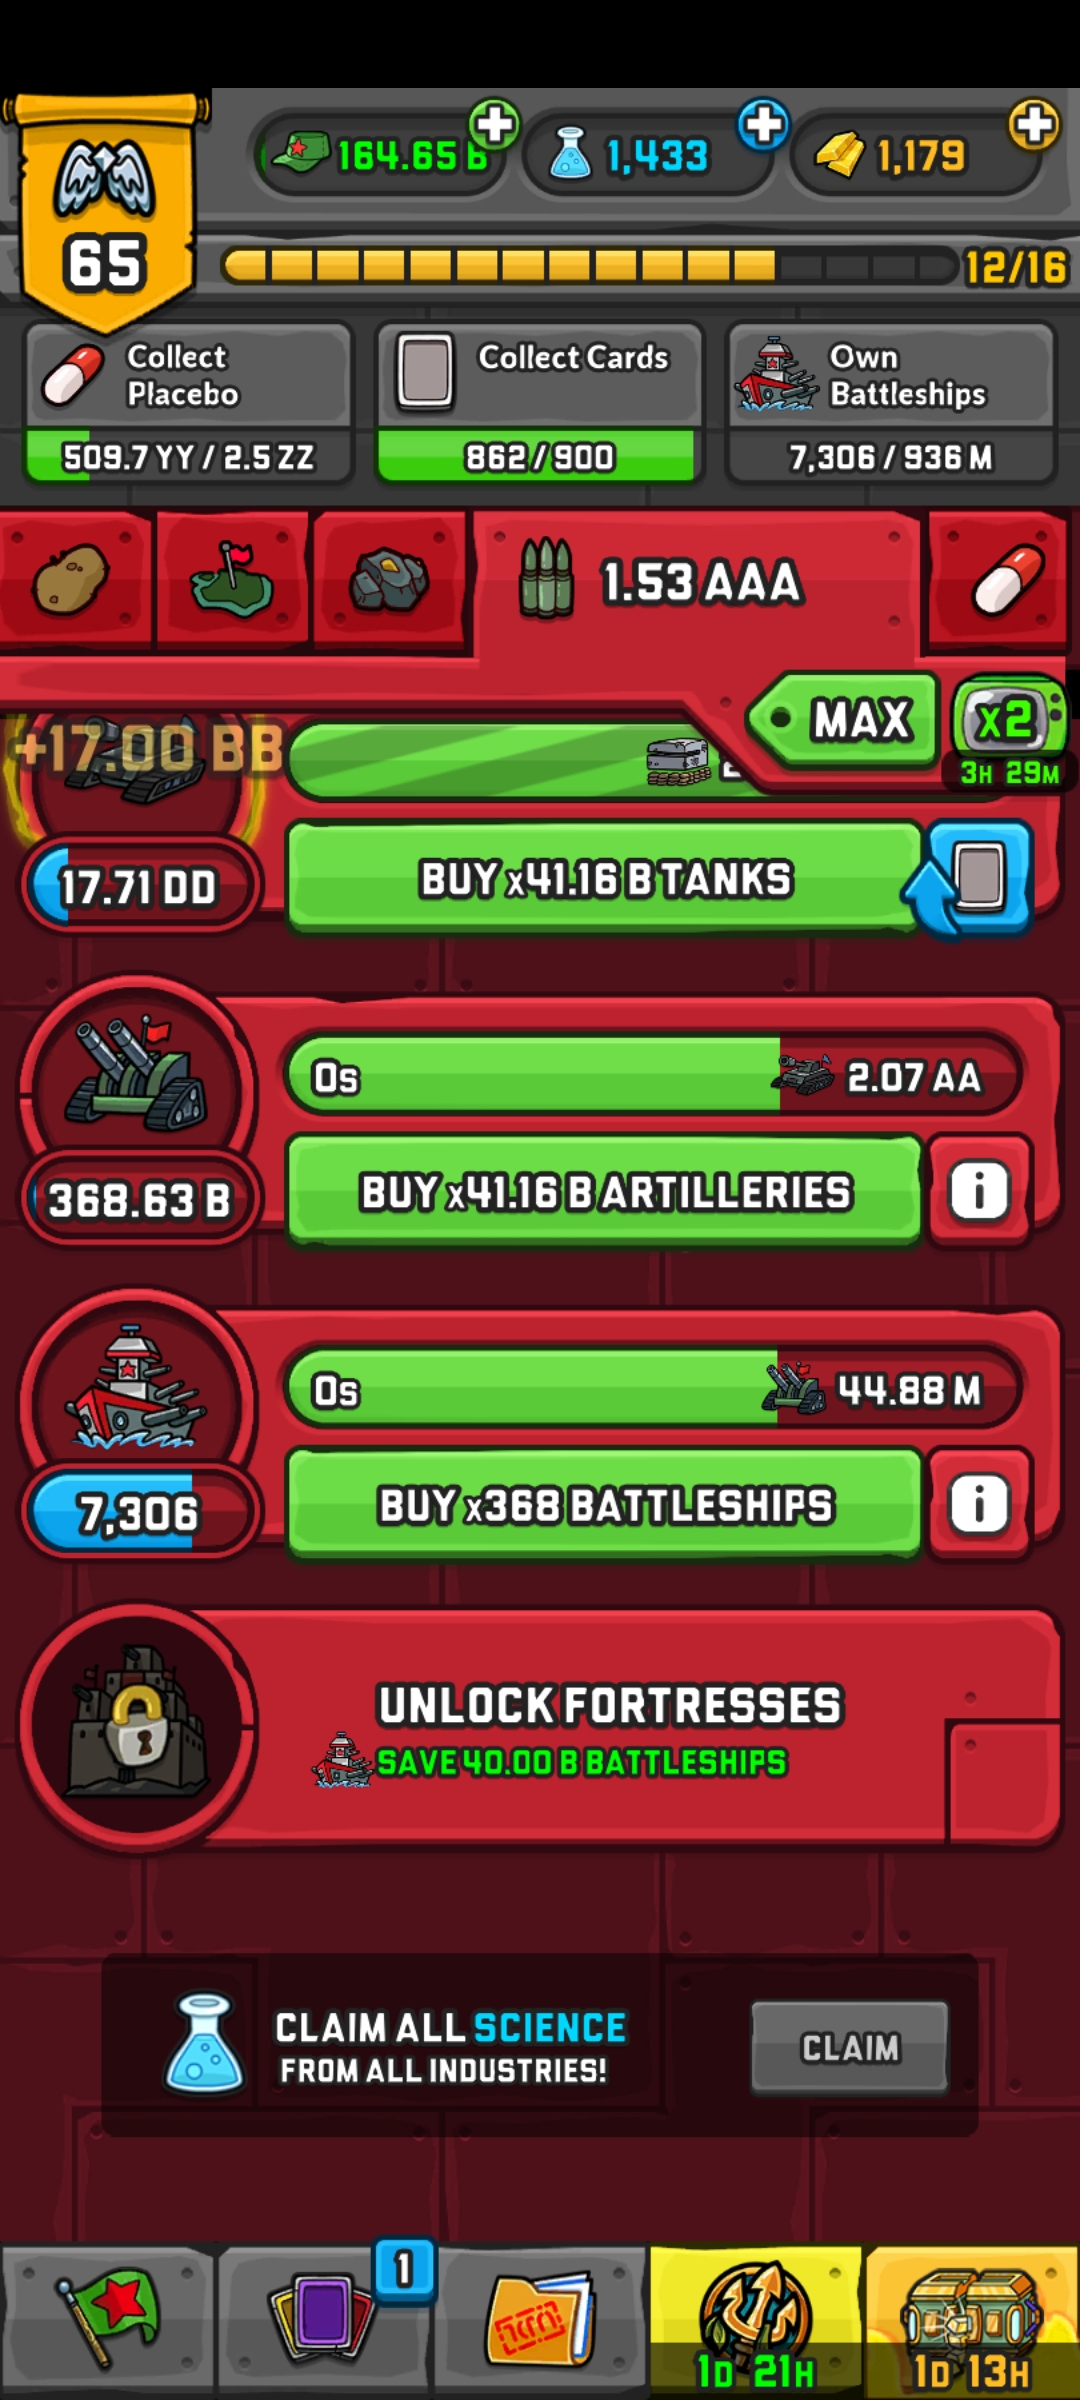 65
164.65 B
1,433
1,179
12/16
Collect
Placebo
509.7 YY / 2.5 ZZ
Collect Cards
862/900
Own
Battleships
7,306 / 936 M
1.53 AAA
MAX
x2
3H 29M
+17.00 BB
17.71 DD
BUY x41.16 B TANKS
0s
2.07 AA
368.63 B
BUY x41.16 B ARTILLERIES
i
0s
44.88 M
7,306
BUY x368 BATTLESHIPS
i
UNLOCK FORTRESSES
SAVE 40.00 B BATTLESHIPS
CLAIM ALL SCIENCE
FROM ALL INDUSTRIES!
CLAIM
1
1D 21H
1D 13H